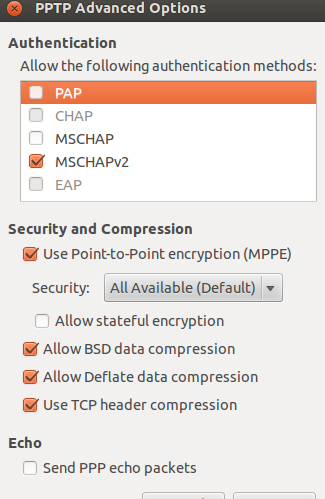 PPTP Advanced Options
Authentication
Allow the following authentication methods:
PAP
CHAP
MSCHAP
MSCHAPv2
EAP
Security and Compression
Use Point-to-Point encryption (MPPE)
Security: All Available (Default)
Allow stateful encryption
Allow BSD data compression
Allow Deflate data compression
Use TCP header compression
Echo
Send PPP echo packets